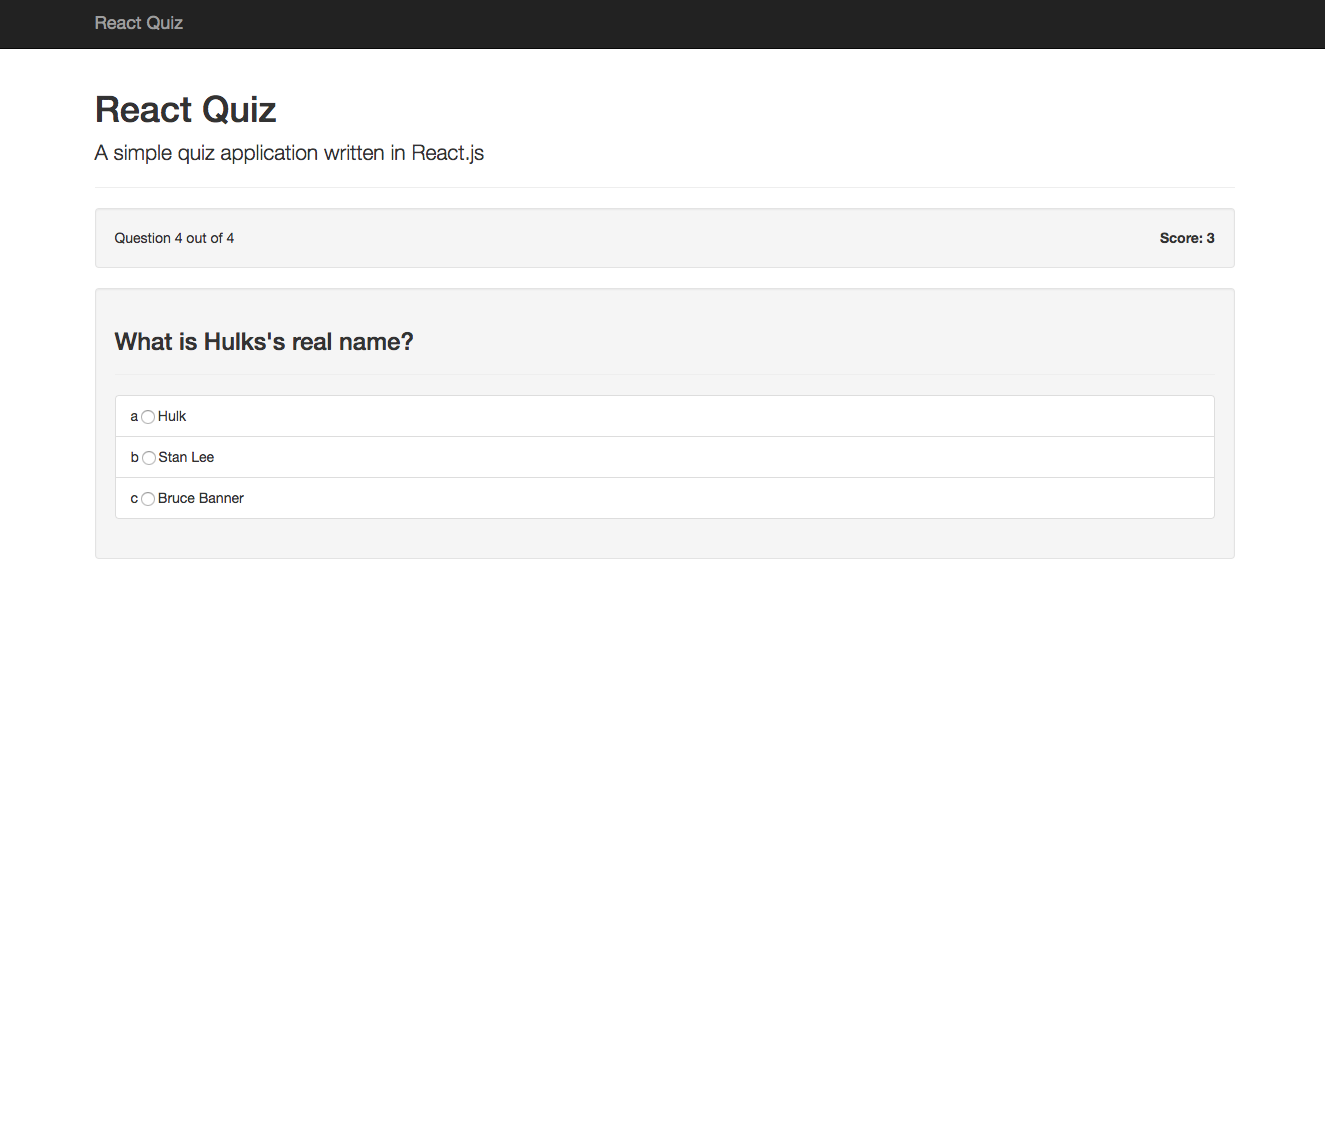 React Quiz
React Quiz
A simple quiz application written in React.js
Question 4 out of 4
Score: 3
What is Hulks's real name?
a Hulk
b Stan Lee
c Bruce Banner